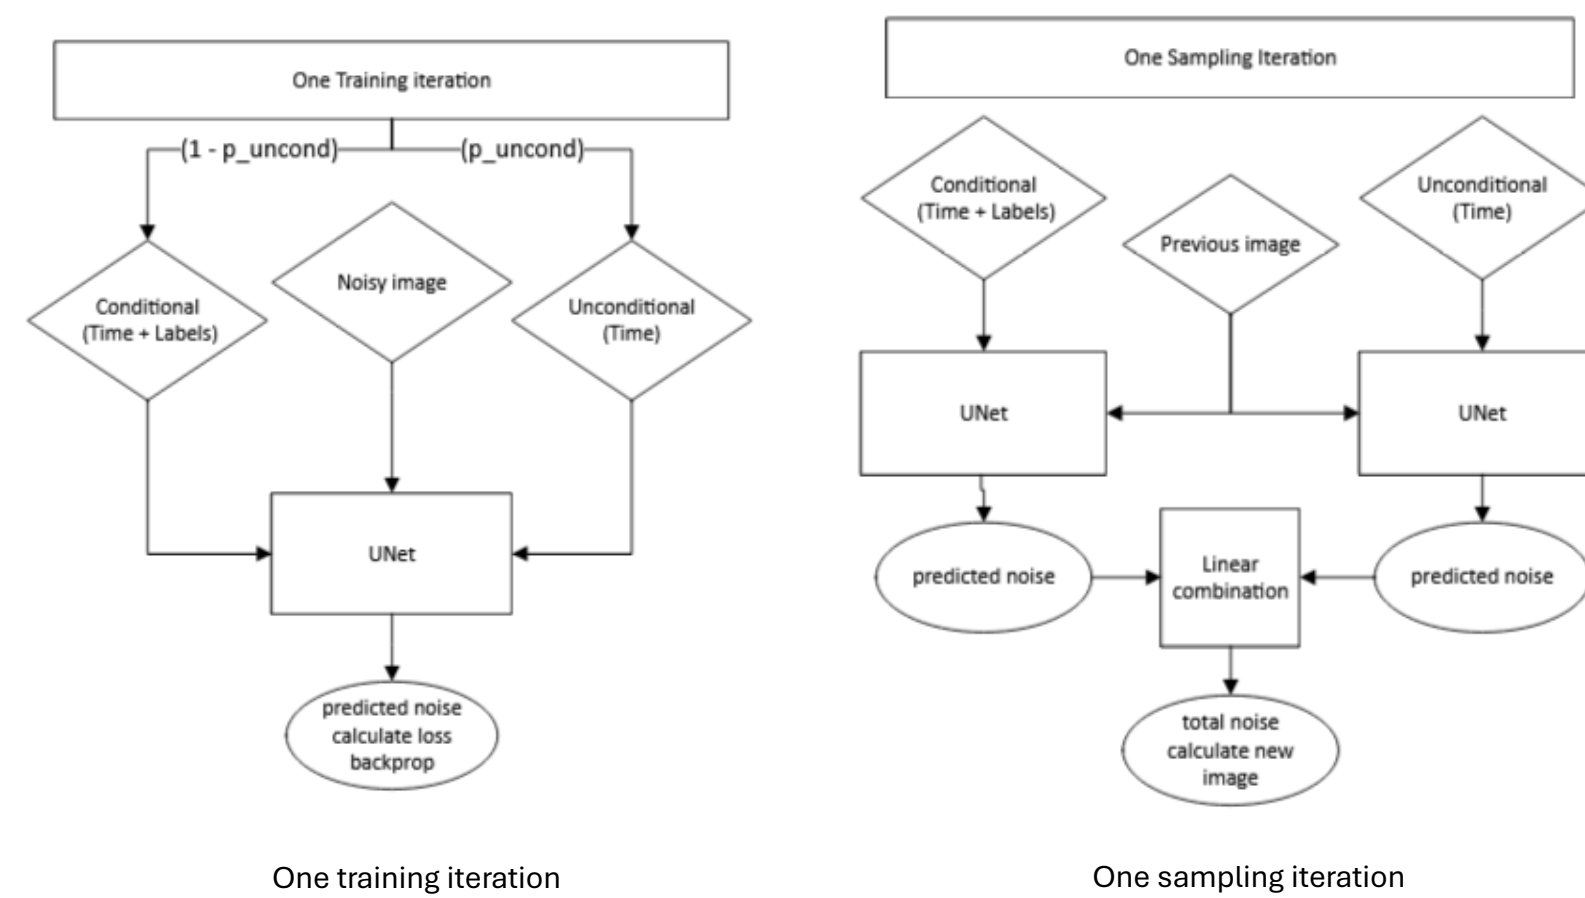 One Training iteration
(1 - p_uncond)
(p_uncond)
Noisy image
Conditional
(Time + Labels)
Unconditional
(Time)
UNet
predicted noise
calculate loss
backprop
One training iteration
One Sampling Iteration
Conditional
(Time + Labels)
Previous image
Unconditional
(Time)
UNet
UNet
predicted noise
Linear
combination
predicted noise
total noise
calculate new
image
One sampling iteration